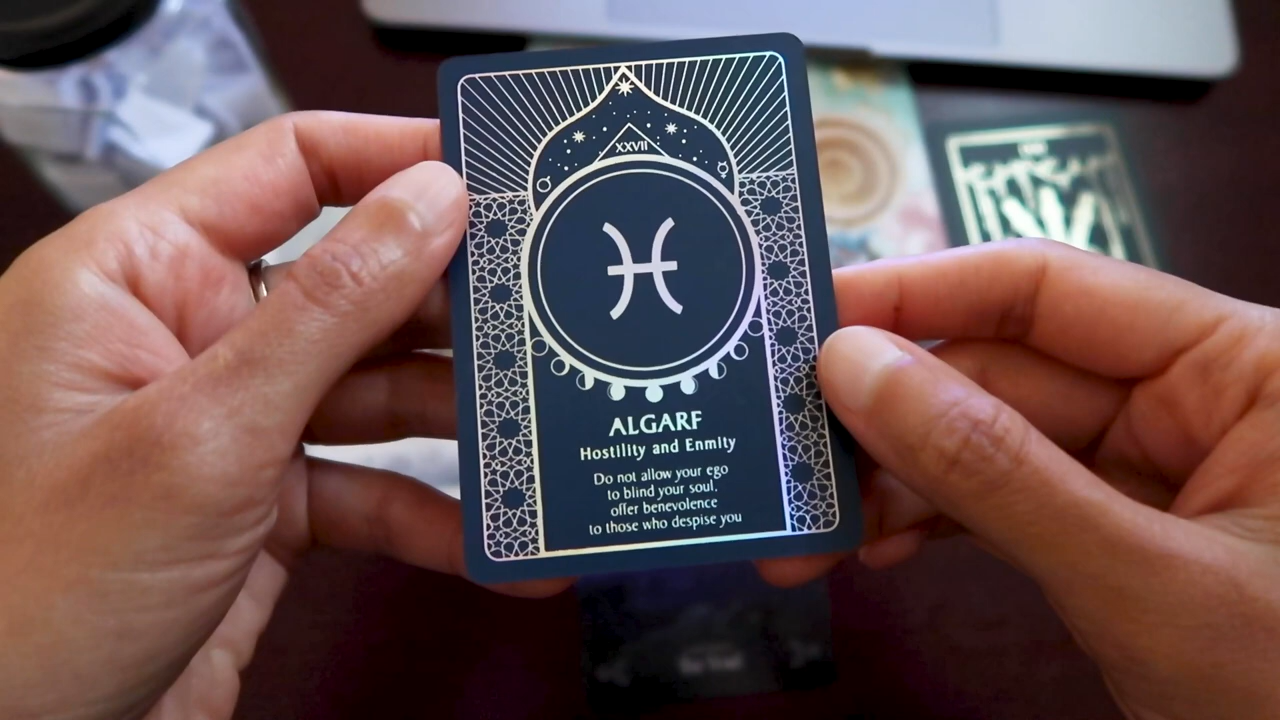 XXVII
ALGARF
Hostility and Enmity
Do not allow your ego
to blind your soul.
offer benevolence
to those who despise you